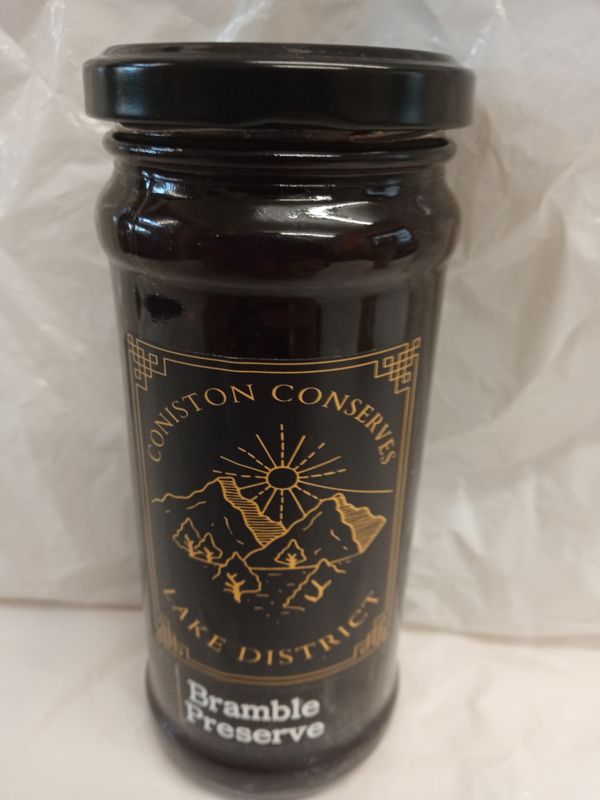 CONISTON CONSERVES
LAKE DISTRICT
Bramble
Preserve